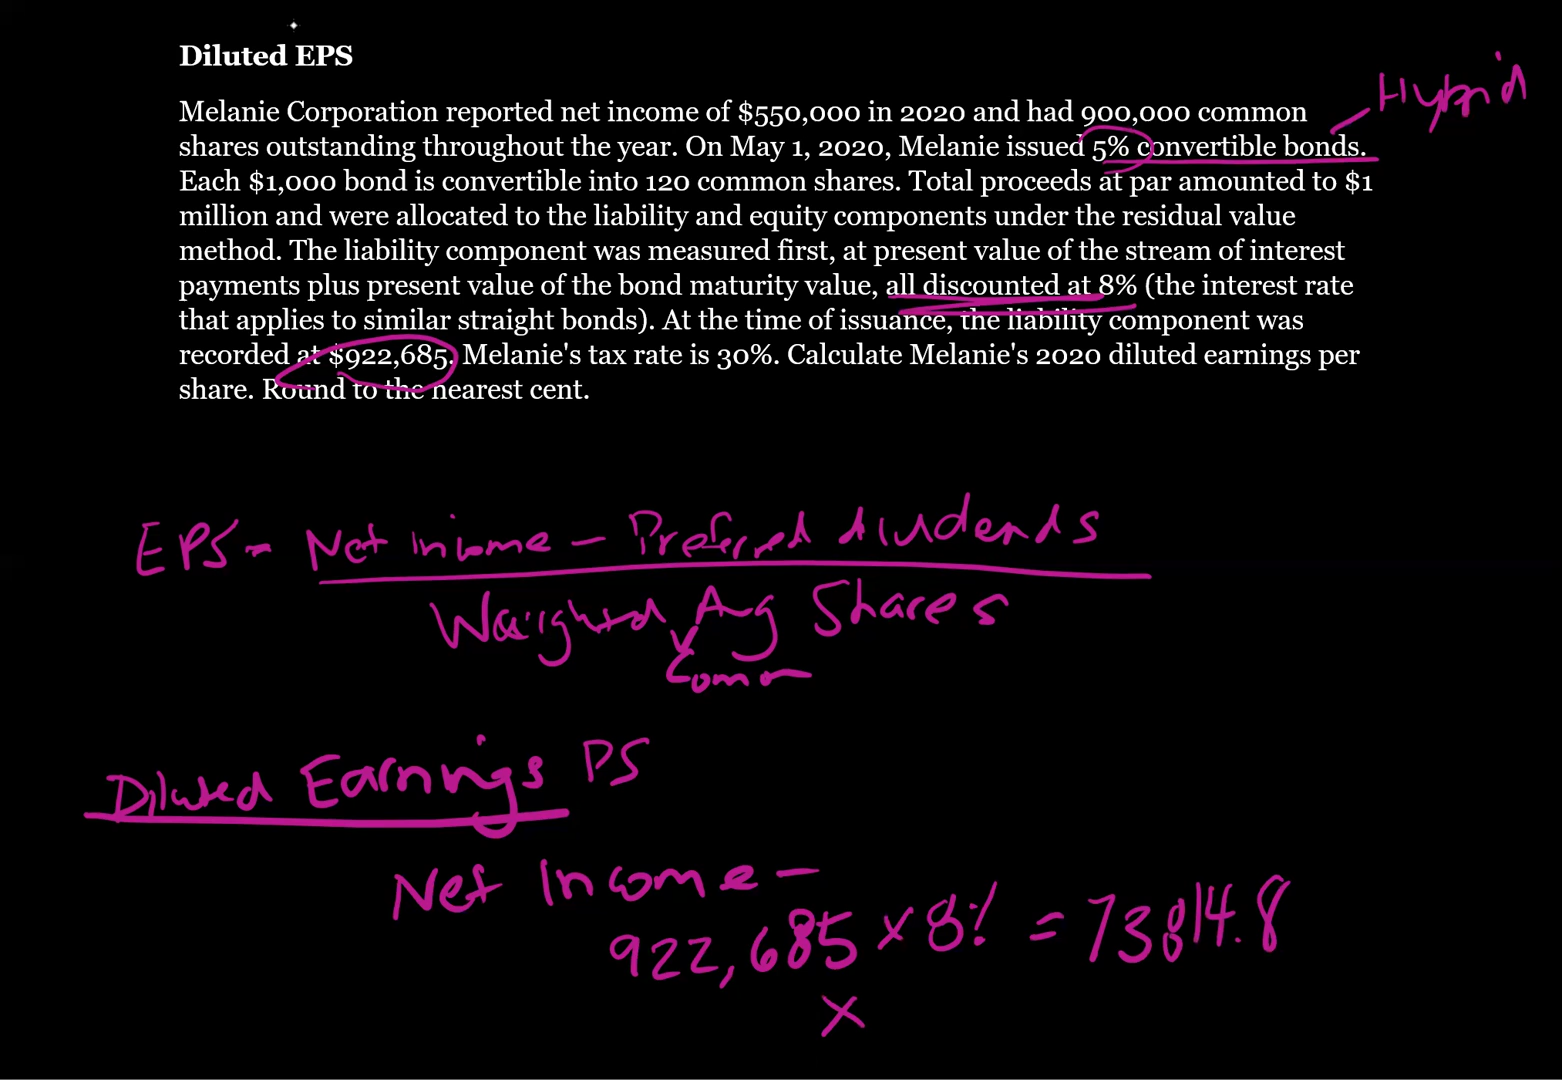 Diluted EPS
Melanie Corporation reported net income of $550,000 in 2020 and had 900,000 common
shares outstanding throughout the year. On May 1, 2020, Melanie issued 5% convertible bonds.
Each $1,000 bond is convertible into 120 common shares. Total proceeds at par amounted to $1
million and were allocated to the liability and equity components under the residual value
method. The liability component was measured first, at present value of the stream of interest
payments plus present value of the bond maturity value, all discounted at 8% (the interest rate
that applies to similar straight bonds). At the time of issuance, the liability component was
recorded at $922,685. Melanie's tax rate is 30%. Calculate Melanie's 2020 diluted earnings per
share. Round to the nearest cent.
Hybrid
EPS = Net Income - Preferred dividends
Weighted Avg Shares
Common
Diluted Earnings PS
Net Income -
922,685 x 8% = 73814.8
x